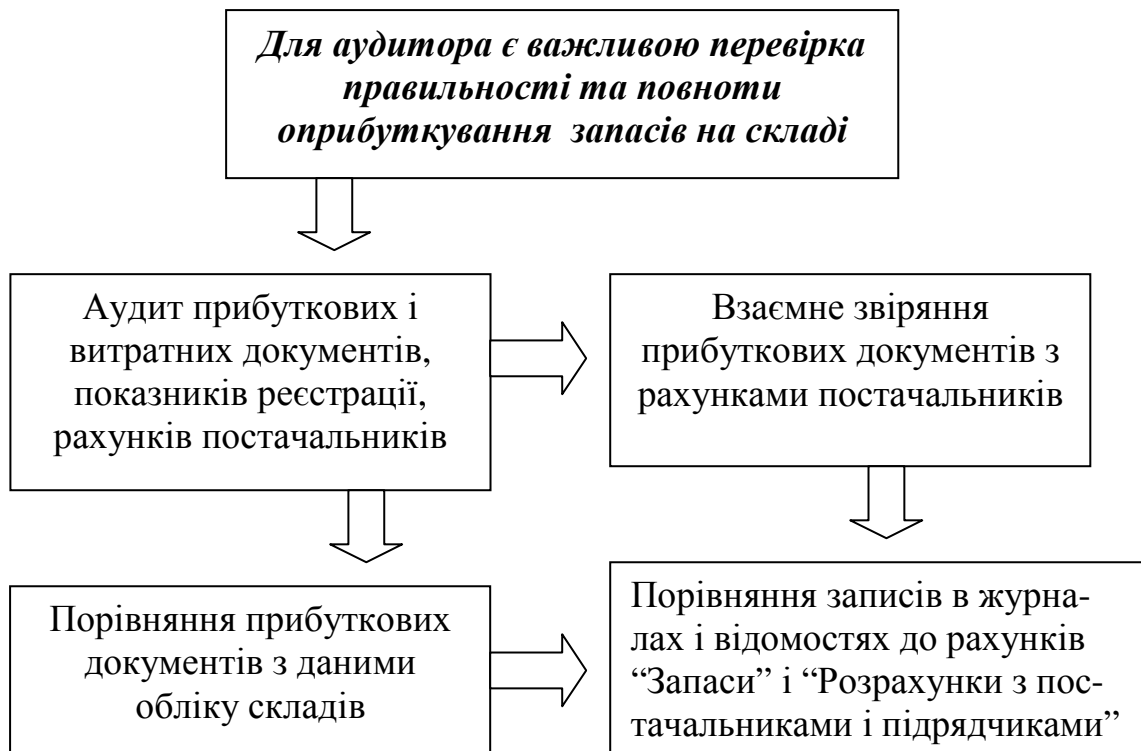 Для аудитора є важливою перевірка
правильності та повноти
оприбуткування запасів на складі
Аудит прибуткових і
витратних документів,
показників реєстрації,
рахунків постачальників
Взаємне звіряння
прибуткових документів з
рахунками постачальників
Порівняння прибуткових
документів з даними
обліку складів
Порівняння записів в журна-
лах і відомостях до рахунків
“Запаси” і “Розрахунки з пос-
тачальниками і підрядчиками”